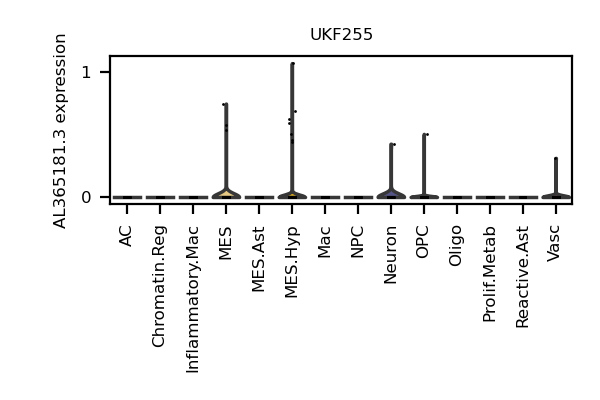 UKF255
AL365181.3 expression
1
0
AC
Chromatin.Reg
Inflammatory.Mac
MES
MES.Ast
MES.Hyp
Mac
NPC
Neuron
OPC
Oligo
Prolif.Metab
Reactive.Ast
Vasc